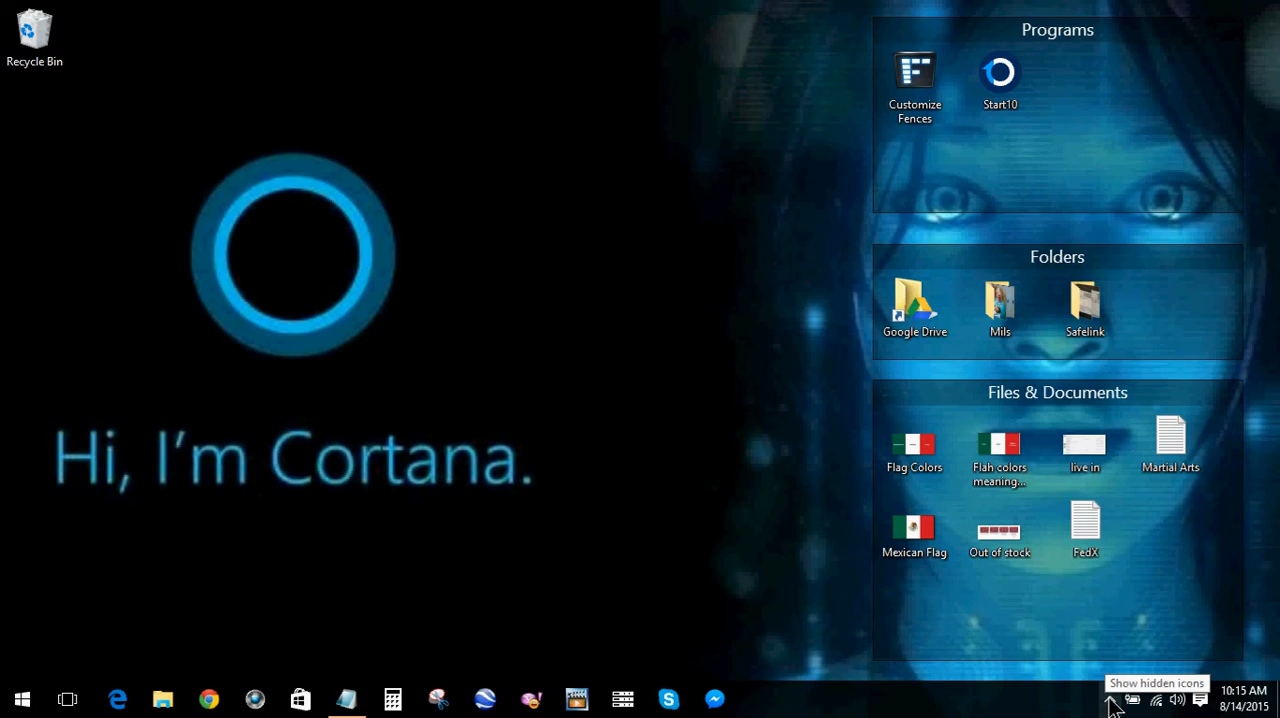 Recycle Bin
Hi, I'm Cortana.
Programs
Customize
Fences
Start10
Folders
Google Drive
Mils
Safelink
Files & Documents
Flag Colors
Flah colors
meaning...
live in
Martial Arts
Mexican Flag
Out of stock
FedX
Show hidden icons
10:15 AM
8/14/2015